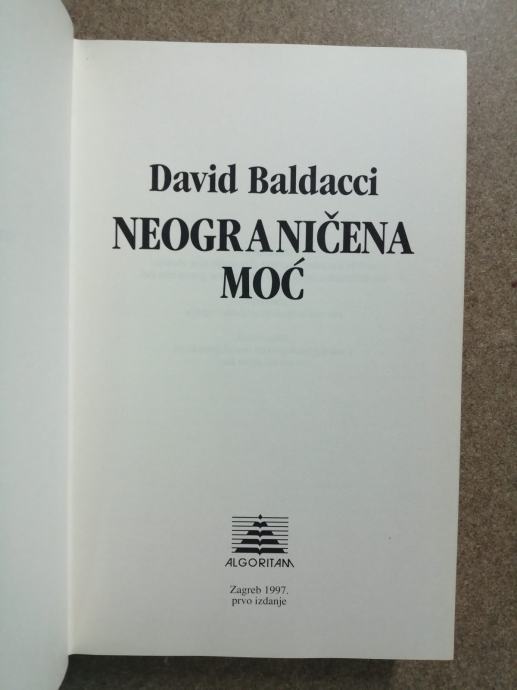 David Baldacci
NEOGRANIČENA
MOĆ
ALGORITAM
Zagreb 1997.
prvo izdanje